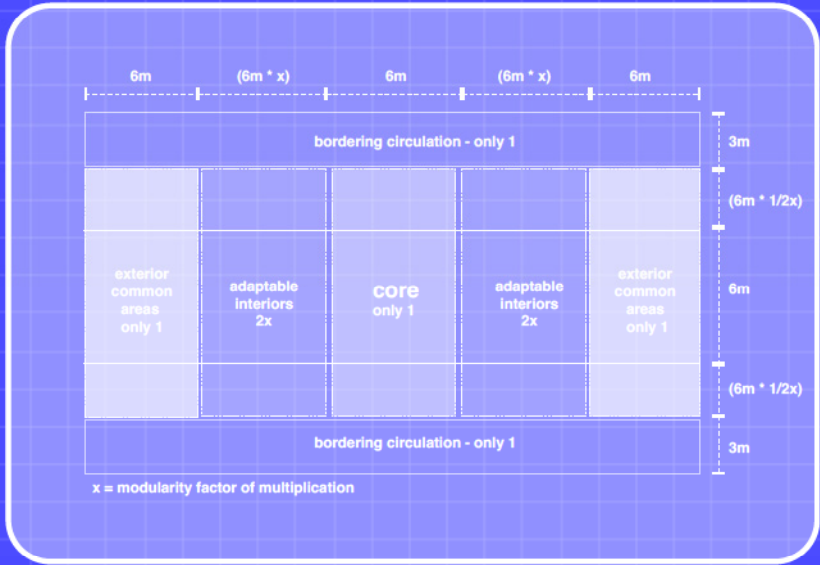 6m
(6m * x)
6m
(6m * x)
6m
bordering circulation - only 1
3m
(6m * 1/2x)
exterior
common
areas
only 1
adaptable
interiors
2x
core
only 1
adaptable
interiors
2x
exterior
common
areas
only 1
6m
(6m * 1/2x)
bordering circulation - only 1
3m
x = modularity factor of multiplication